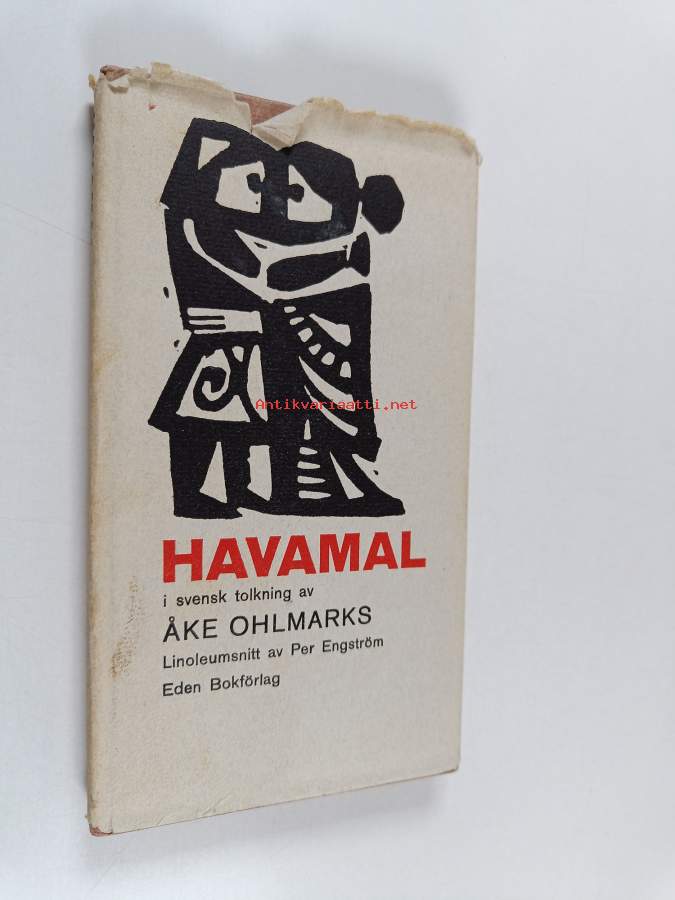 Antikvariaatti.net
HAVAMAL
i svensk tolkning av
ÅKE OHLMARKS
Linoleumsnitt av Per Engström
Eden Bokförlag